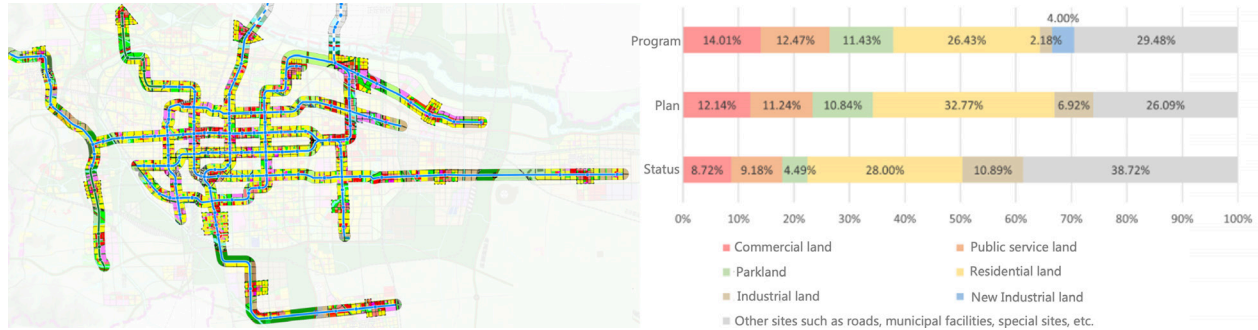 4.00%
Program 14.01% 12.47% 11.43% 26.43% 2.18% 29.48%
Plan 12.14% 11.24% 10.84% 32.77% 6.92% 26.09%
Status 8.72% 9.18% 4.49% 28.00% 10.89% 38.72%
0% 10% 20% 30% 40% 50% 60% 70% 80% 90% 100%
Commercial land Public service land
Parkland Residential land
Industrial land New Industrial land
Other sites such as roads, municipal facilities, special sites, etc.